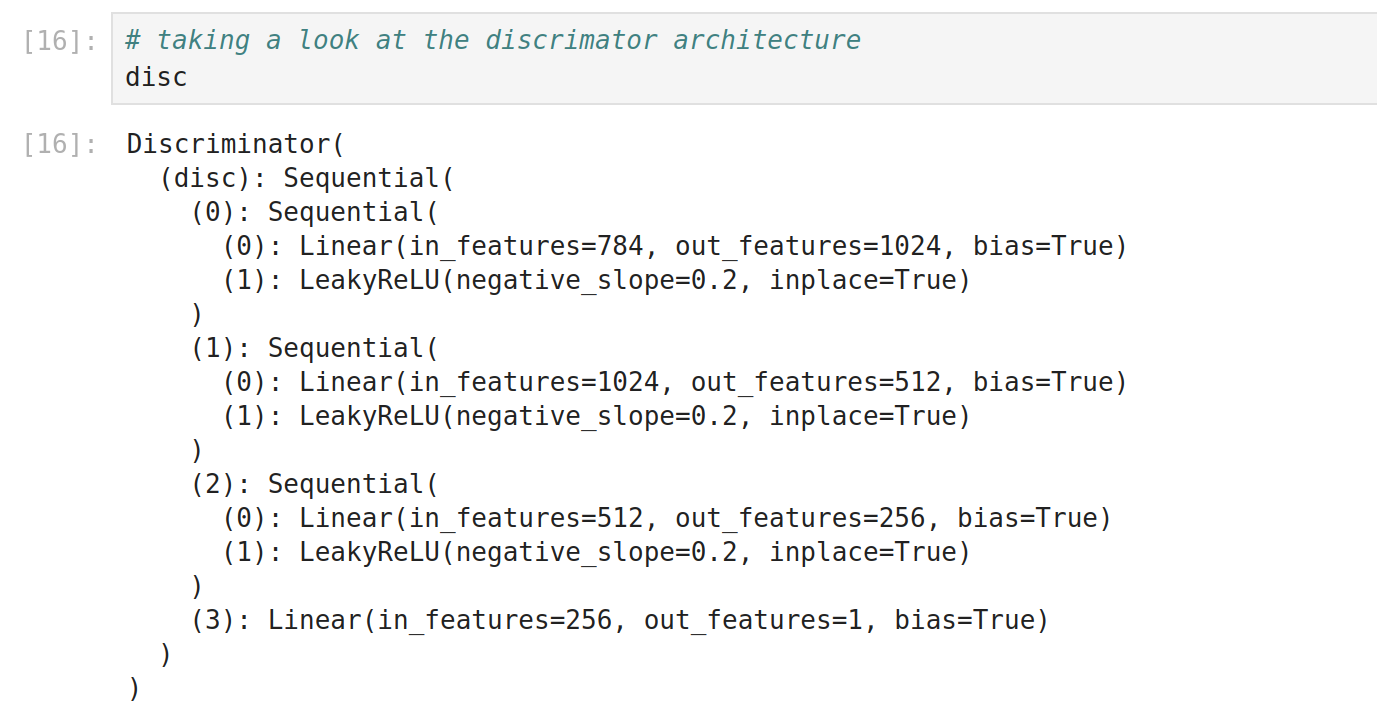 [16]: # taking a look at the discrimator architecture
disc
[16]: Discriminator(
  (disc): Sequential(
    (0): Sequential(
      (0): Linear(in_features=784, out_features=1024, bias=True)
      (1): LeakyReLU(negative_slope=0.2, inplace=True)
    )
    (1): Sequential(
      (0): Linear(in_features=1024, out_features=512, bias=True)
      (1): LeakyReLU(negative_slope=0.2, inplace=True)
    )
    (2): Sequential(
      (0): Linear(in_features=512, out_features=256, bias=True)
      (1): LeakyReLU(negative_slope=0.2, inplace=True)
    )
    (3): Linear(in_features=256, out_features=1, bias=True)
  )
)